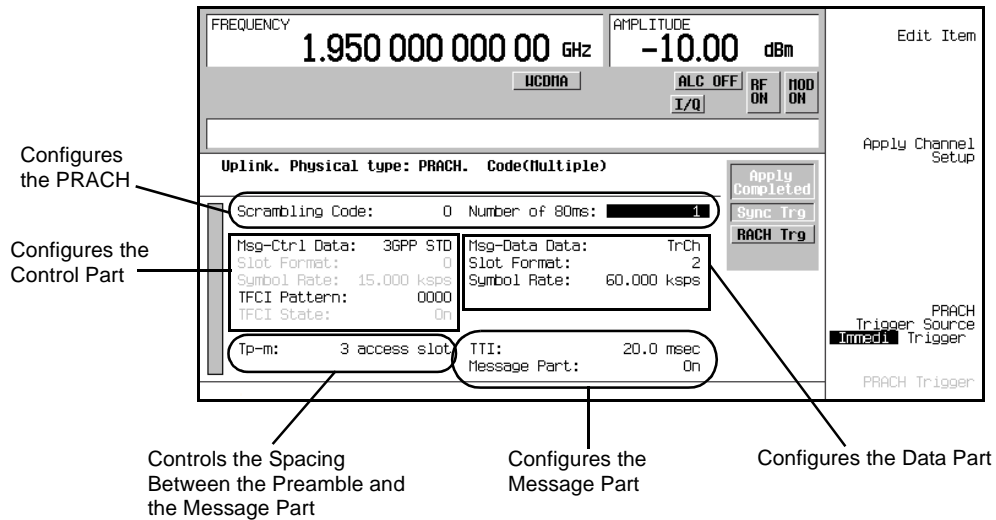 FREQUENCY
1.950 000 000 00 GHz
AMPLITUDE
-10.00 dBm
WCDMA
ALC OFF
I/Q
RF ON
MOD ON
Edit Item
Apply Channel
Setup
PRACH
Trigger Source
Immedi Trigger
PRACH Trigger
Uplink. Physical type: PRACH. Code(Multiple)
Apply
Completed
Sync Trg
RACH Trg
Scrambling Code: 0 Number of 80ms: 1
Msg-Ctrl Data: 3GPP STD
Slot Format: 0
Symbol Rate: 15.000 ksps
TFCI Pattern: 0000
TFCI State: On
Msg-Data Data: TrCh
Slot Format: 2
Symbol Rate: 60.000 ksps
Tp-m: 3 access slot
TTI: 20.0 msec
Message Part: On
Configures
the PRACH
Configures the
Control Part
Controls the Spacing
Between the Preamble and
the Message Part
Configures the
Message Part
Configures the Data Part